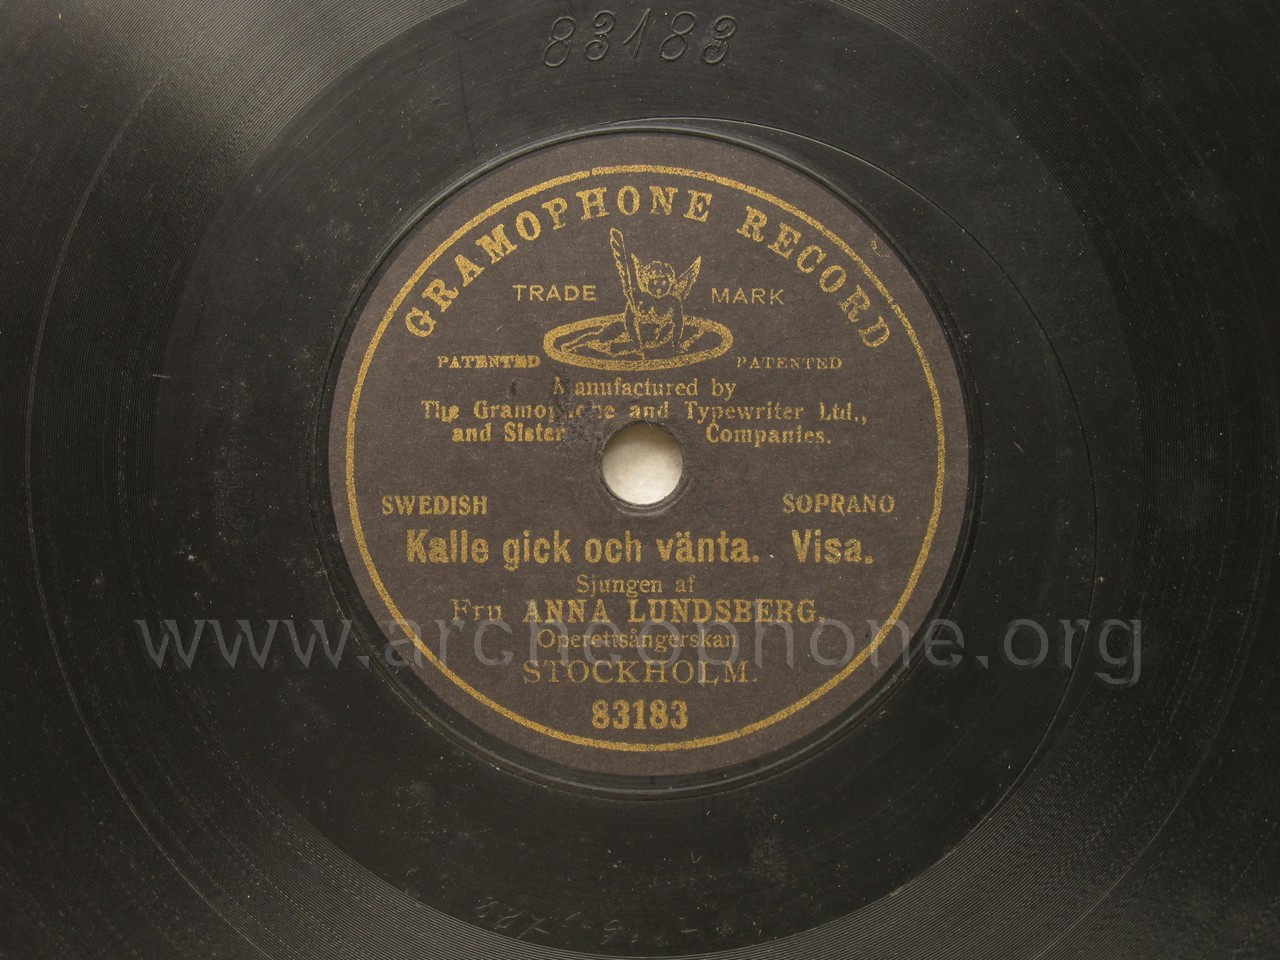 83183
GRAMOPHONE RECORD
TRADE MARK
PATENTED PATENTED
Manufactured by
The Gramophone and Typewriter Ltd.,
and Sister Companies.
SWEDISH SOPRANO
Kalle gick och vänta. Visa.
Sjungen af
Fru ANNA LUNDSBERG.
Operettsångerskan
www.archeophone.org
STOCKHOLM.
83183